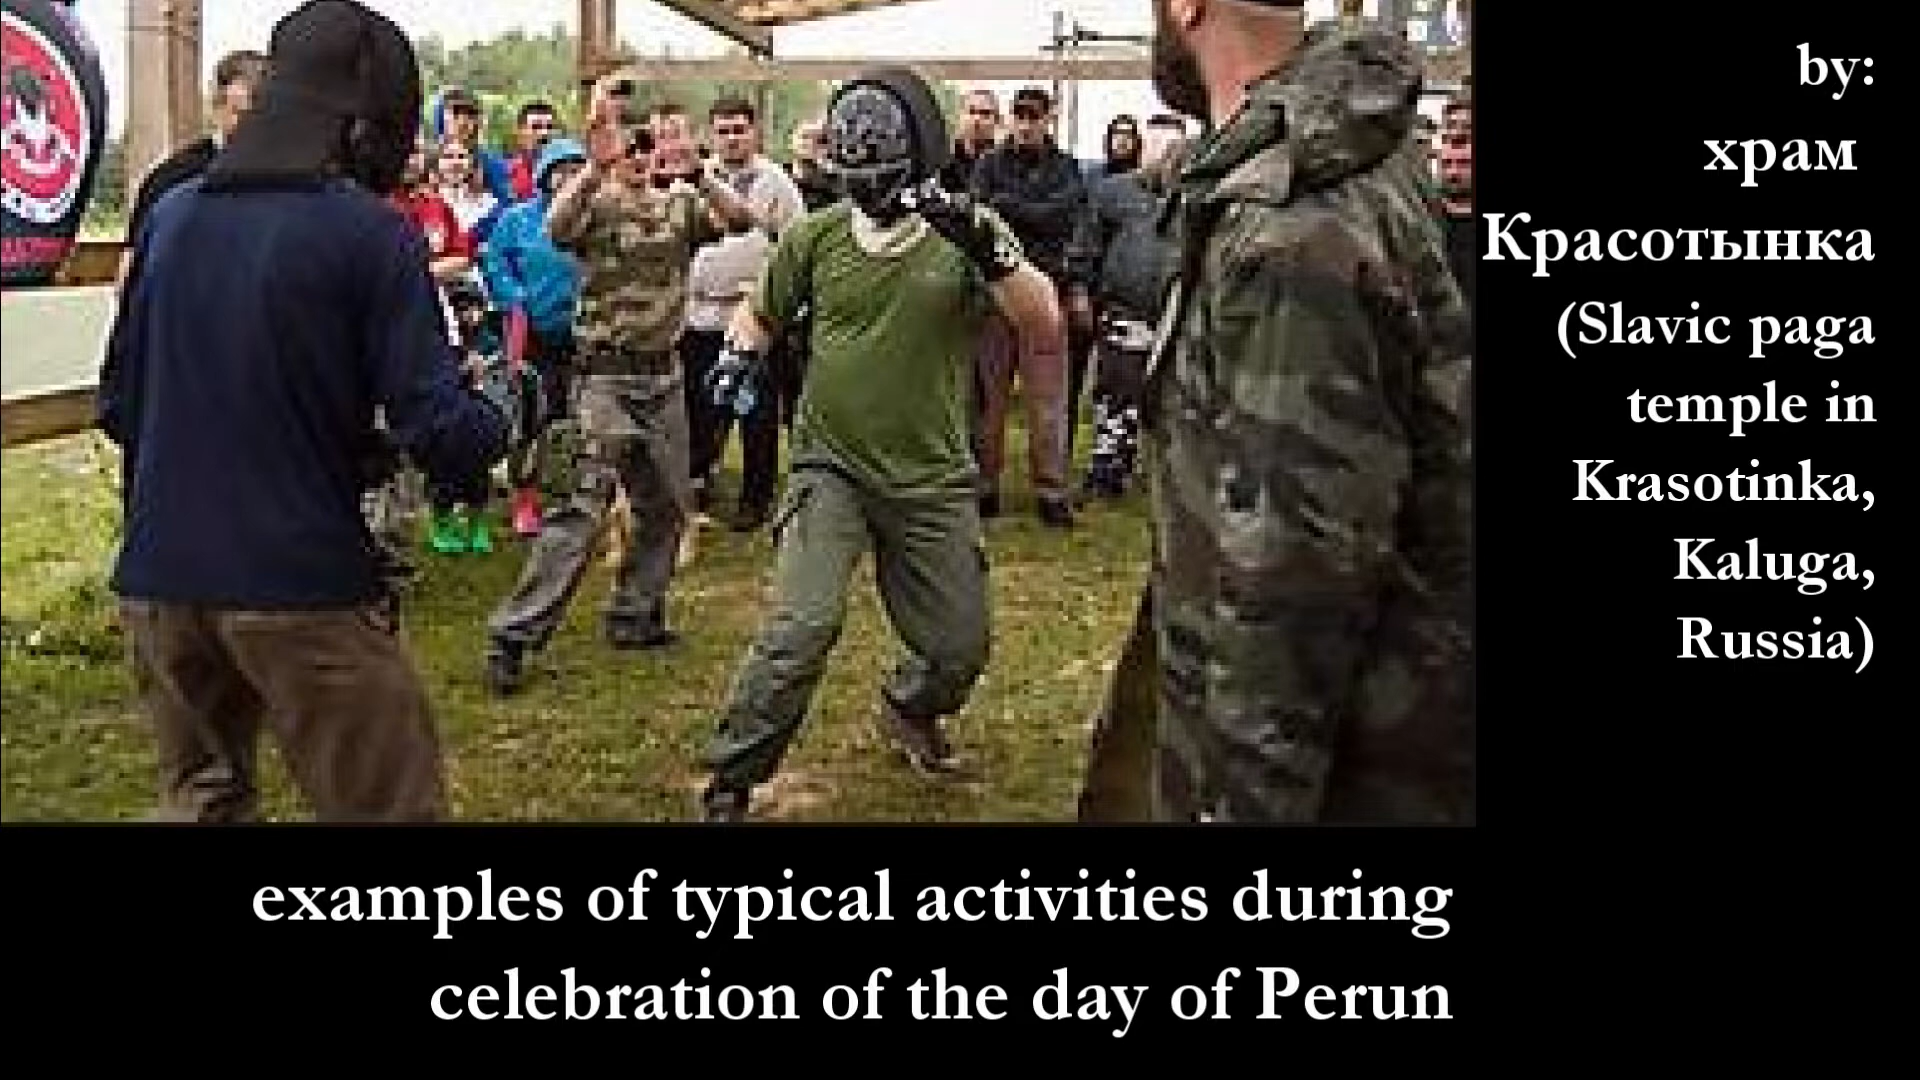 by:
храм
Красотынка
(Slavic paga
temple in
Krasotinka,
Kaluga,
Russia)
examples of typical activities during
celebration of the day of Perun